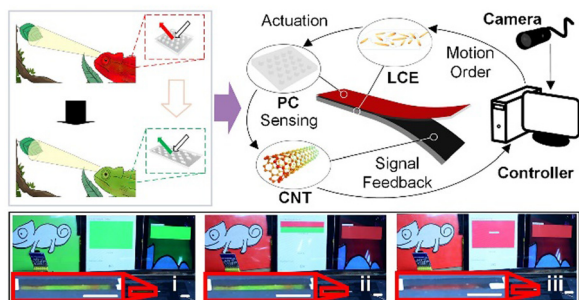 Camera
Actuation
LCE
Motion
Order
PC
Sensing
CNT
Signal
Feedback
Controller
i
ii
iii